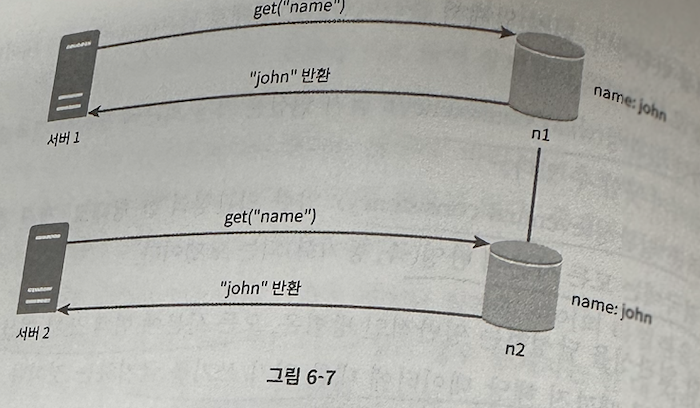 get("name")
"john" 반환
name: john
서버 1
n1
get("name")
"john" 반환
name: john
서버 2
n2
그림 6-7